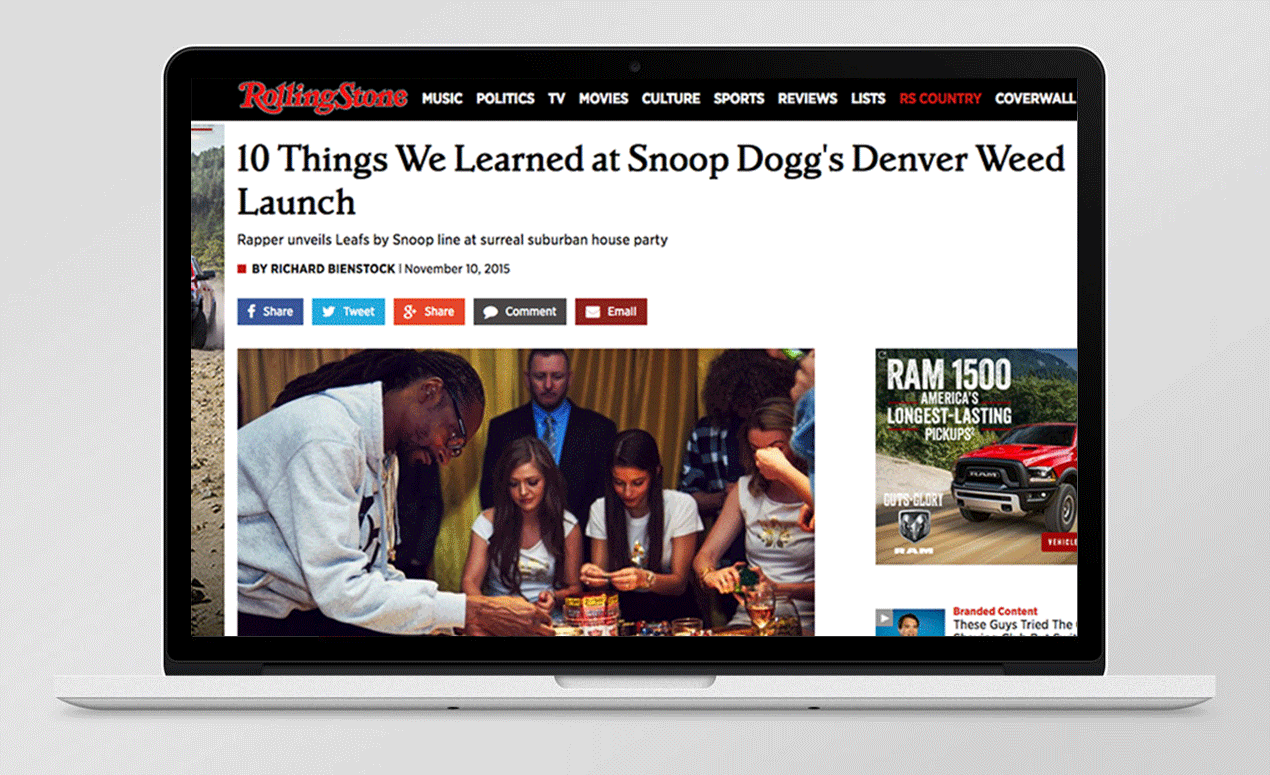 RollingStone MUSIC POLITICS TV MOVIES CULTURE SPORTS REVIEWS LISTS RS COUNTRY COVERWALL
10 Things We Learned at Snoop Dogg's Denver Weed
Launch
Rapper unveils Leafs by Snoop line at surreal suburban house party
BY RICHARD BIENSTOCK | November 10, 2015
Share Tweet Share Comment Email
RAM 1500
AMERICA'S
LONGEST-LASTING
PICKUPS²
GUTS·GLORY
RAM
RAM
VEHICLE
Branded Content
These Guys Tried The